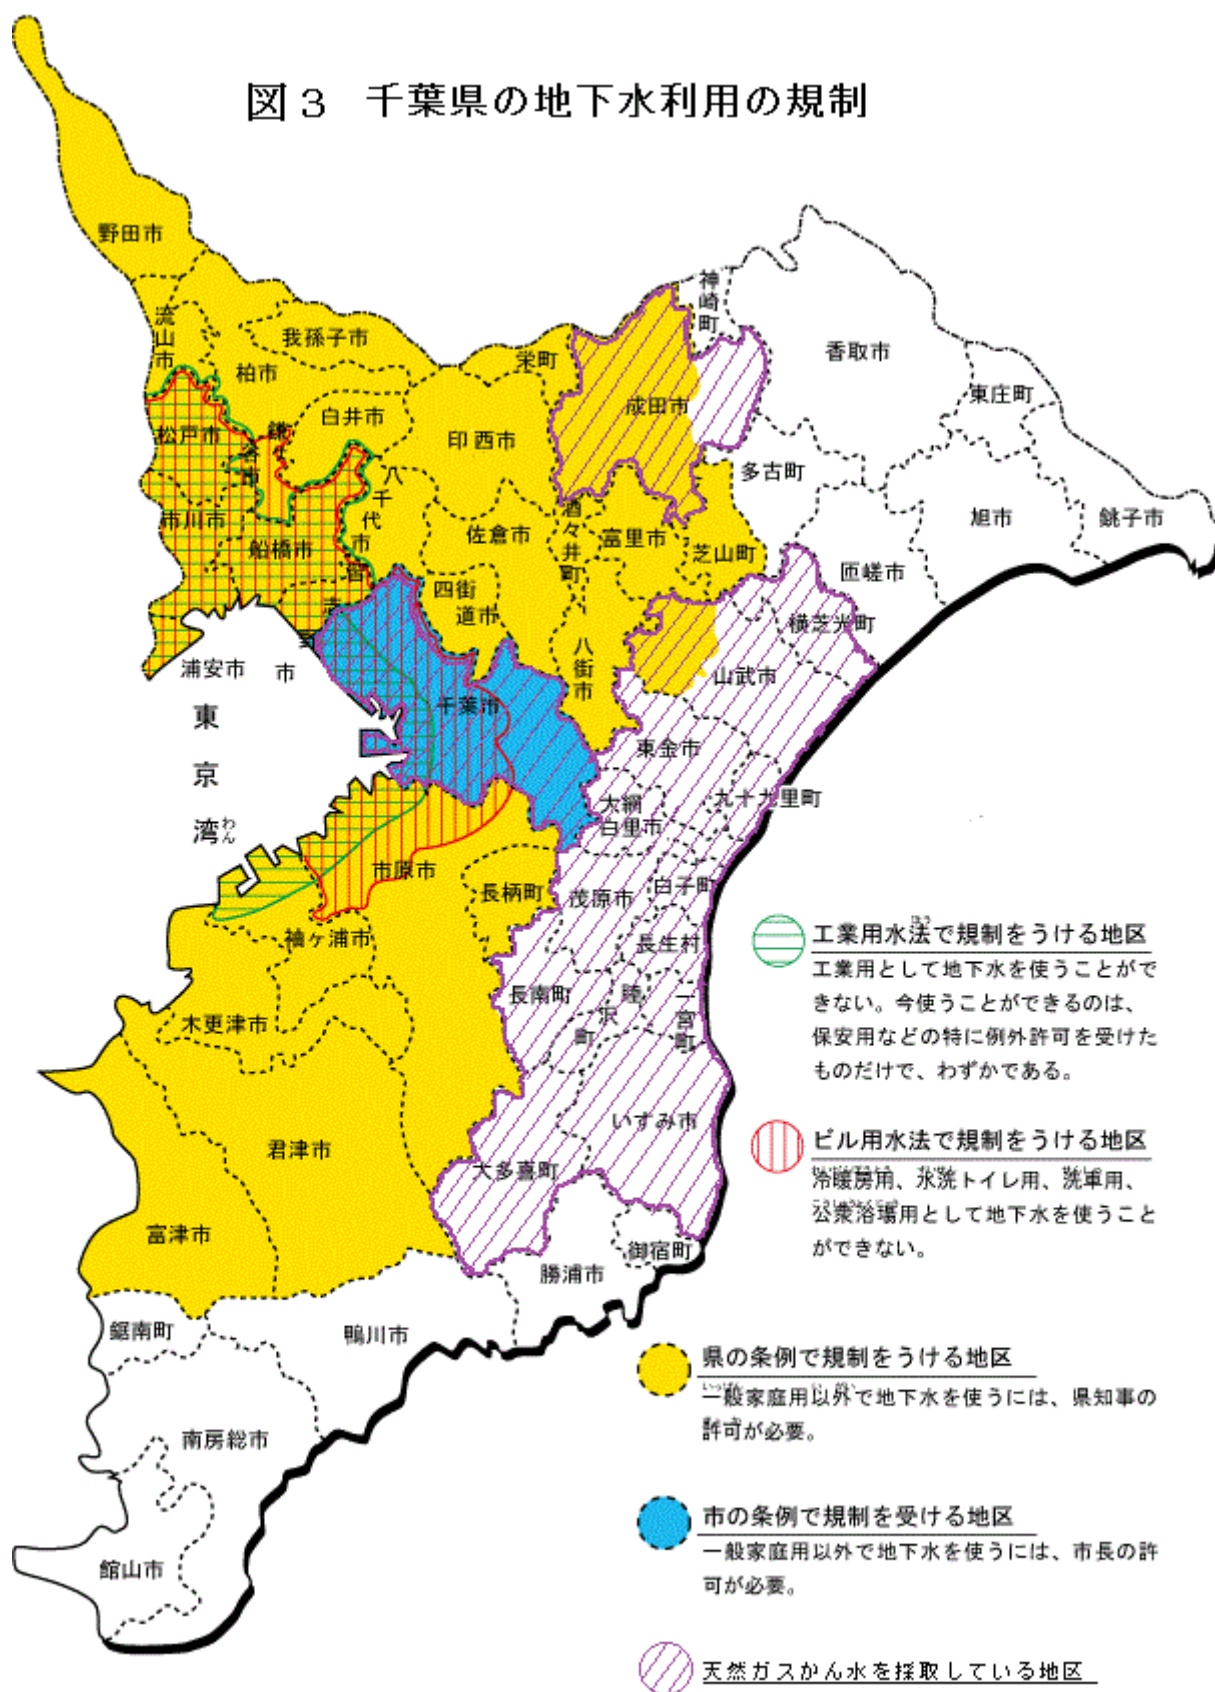 図3 千葉県の地下水利用の規制
野田市
流山市
我孫子市
柏市
栄町
神崎町
香取市
東庄町
成田市
白井市
松戸市
鎌ケ谷市
印西市
多古町
八千代市
市川市
船橋市
佐倉市
酒々井町
富里市
芝山町
旭市
銚子市
匝瑳市
習志野市
四街道市
八街市
横芝光町
山武市
浦安市
千葉市
東金市
九十九里町
大網白里市
東京湾
わん
市原市
長柄町
茂原市
白子町
長生村
袖ヶ浦市
長南町
睦沢町
一宮町
木更津市
君津市
いすみ市
大多喜町
富津市
御宿町
勝浦市
鋸南町
鴨川市
南房総市
館山市
工業用水法で規制をうける地区
工業用として地下水を使うことがで
きない。今使うことができるのは、
保安用などの特に例外許可を受けた
ものだけで、わずかである。
ビル用水法で規制をうける地区
冷暖房用、水洗トイレ用、洗車用、
公衆浴場用として地下水を使うこと
ができない。
県の条例で規制をうける地区
一般家庭用以外で地下水を使うには、県知事の
許可が必要。
市の条例で規制を受ける地区
一般家庭用以外で地下水を使うには、市長の許
可が必要。
天然ガスかん水を採取している地区